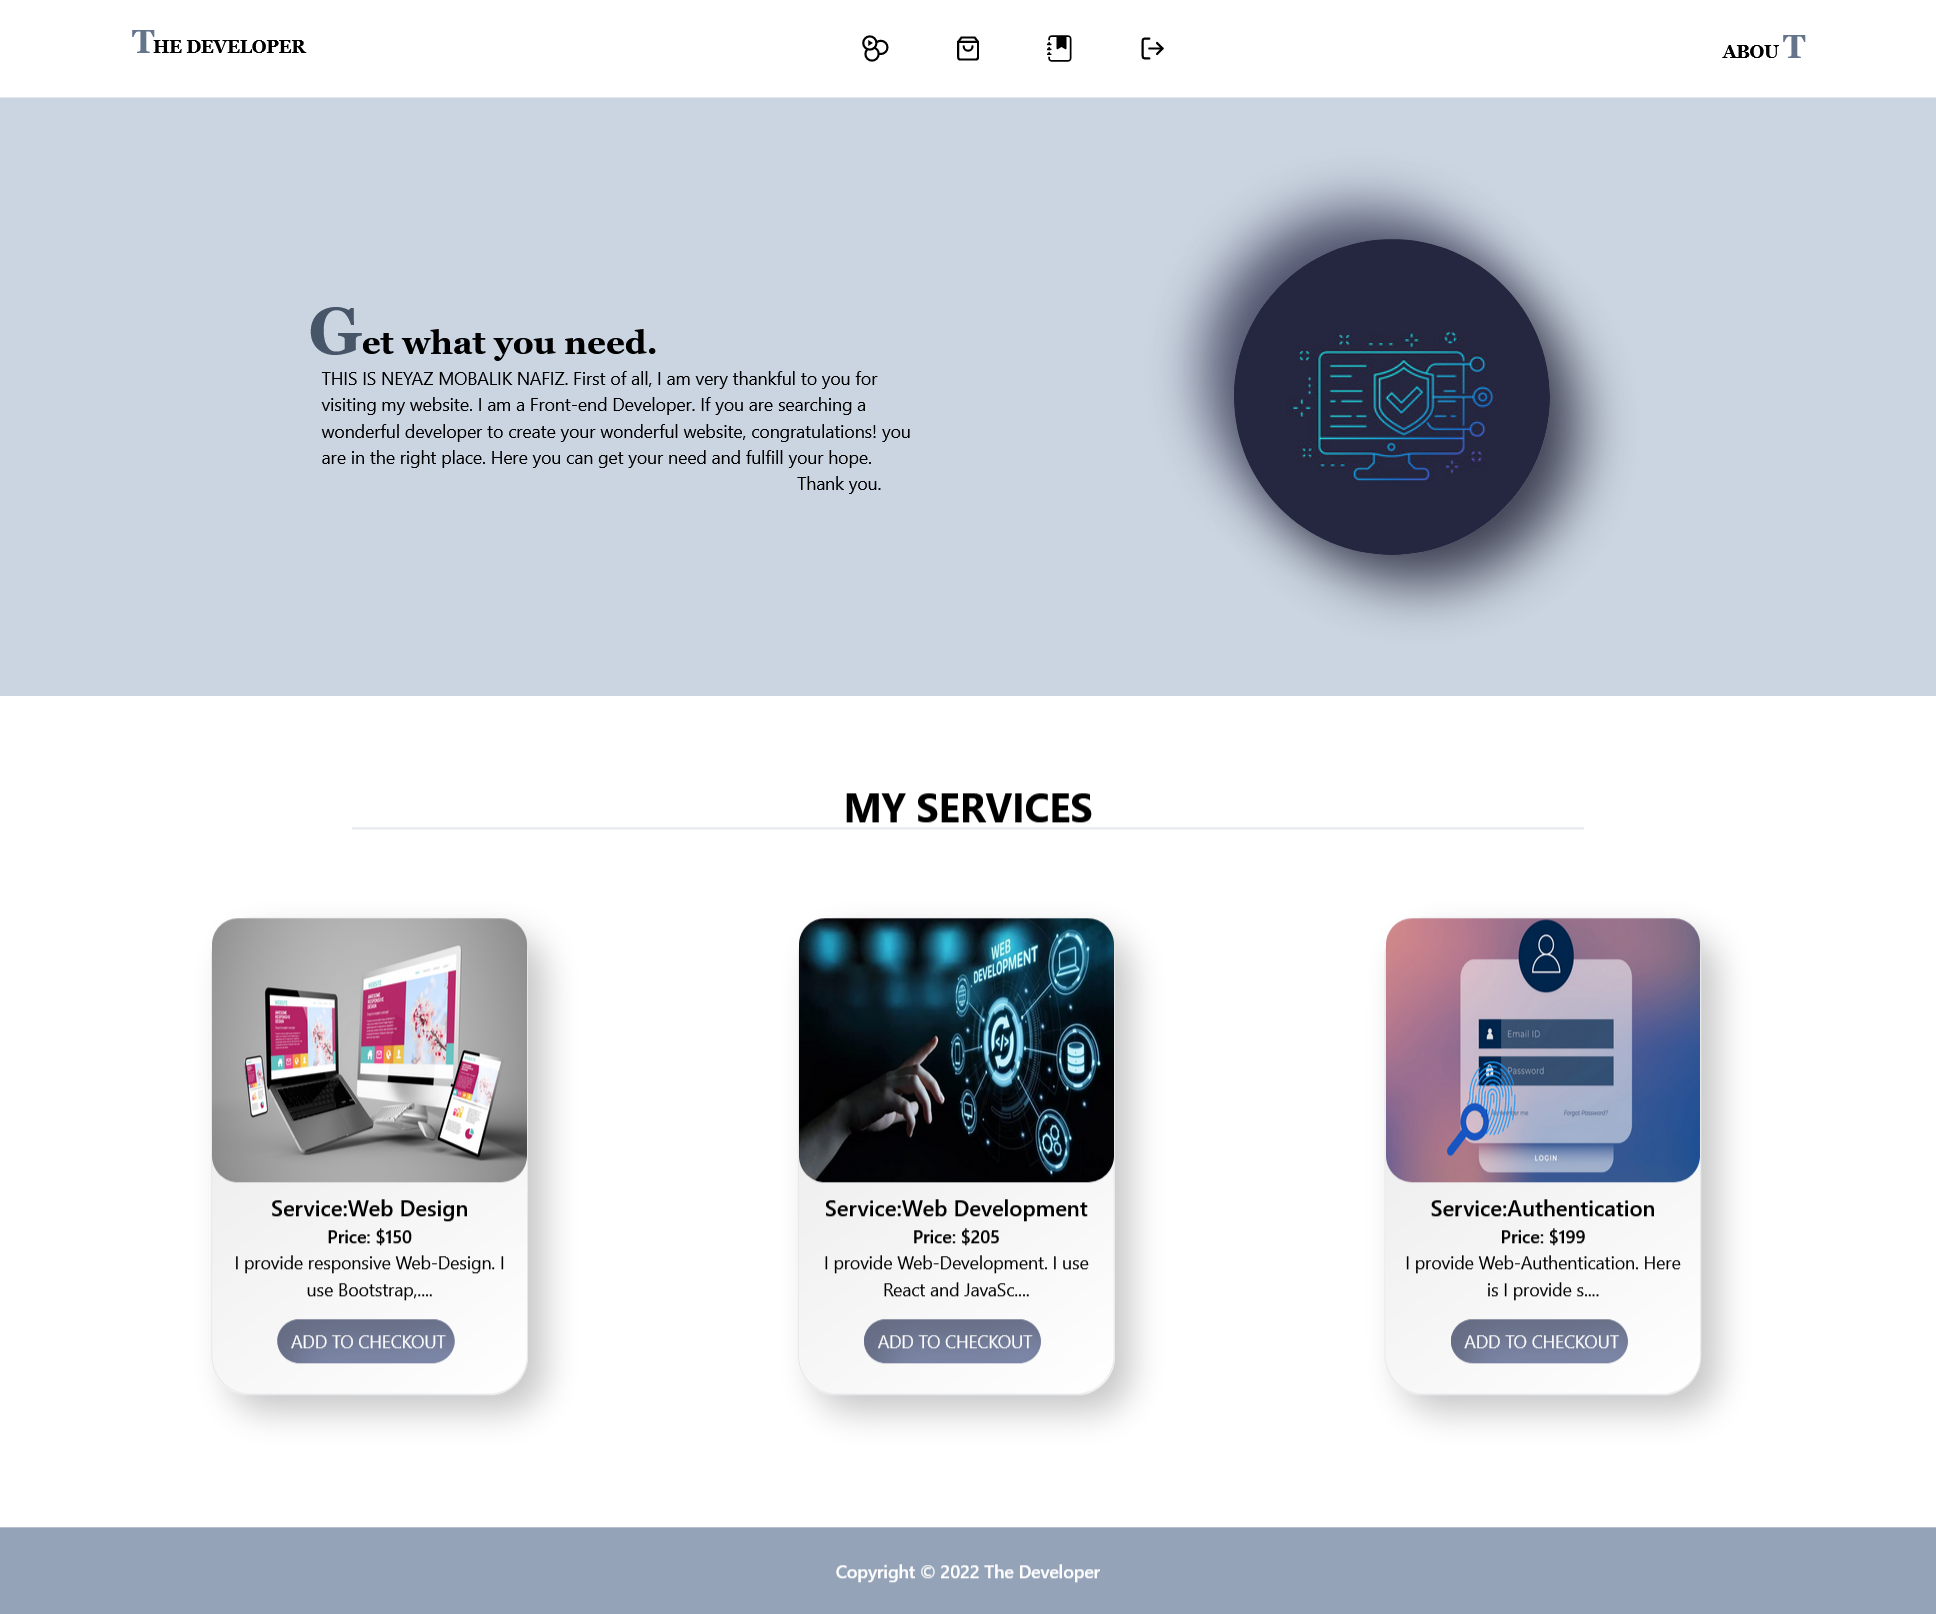 THE DEVELOPER
ABOU T
Get what you need.
THIS IS NEYAZ MOBALIK NAFIZ. First of all, I am very thankful to you for
visiting my website. I am a Front-end Developer. If you are searching a
wonderful developer to create your wonderful website, congratulations! you
are in the right place. Here you can get your need and fulfill your hope.
Thank you.
MY SERVICES
WEB
DEVELOPMENT
Email ID
Password
Forgot Password?
LOGIN
Service:Web Design
Price: $150
I provide responsive Web-Design. I
use Bootstrap,....
ADD TO CHECKOUT
Service:Web Development
Price: $205
I provide Web-Development. I use
React and JavaSc....
ADD TO CHECKOUT
Service:Authentication
Price: $199
I provide Web-Authentication. Here
is I provide s....
ADD TO CHECKOUT
Copyright © 2022 The Developer